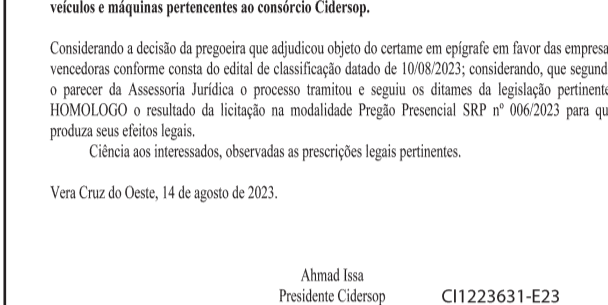 veículos e máquinas pertencentes ao consórcio Cidersop.
Considerando a decisão da pregoeira que adjudicou objeto do certame em epígrafe em favor das empresa
vencedoras conforme consta do edital de classificação datado de 10/08/2023; considerando, que segund
o parecer da Assessoria Jurídica o processo tramitou e seguiu os ditames da legislação pertinente
HOMOLOGO o resultado da licitação na modalidade Pregão Presencial SRP nº 006/2023 para qu
produza seus efeitos legais.
Ciência aos interessados, observadas as prescrições legais pertinentes.
Vera Cruz do Oeste, 14 de agosto de 2023.
Ahmad Issa
Presidente Cidersop CI1223631-E23